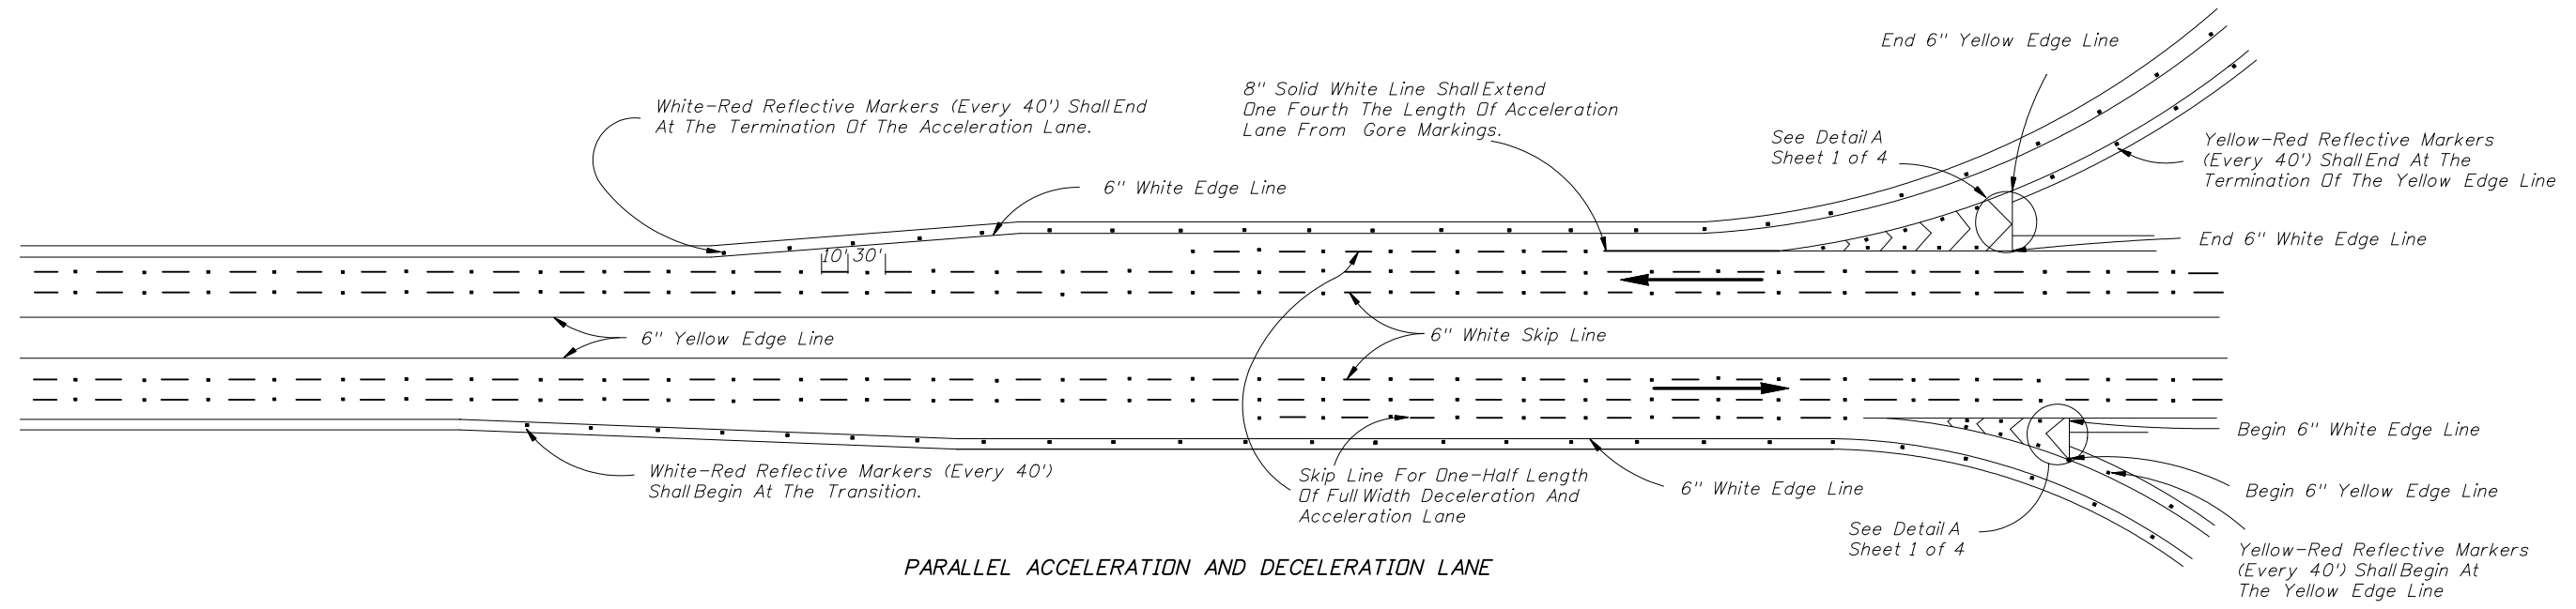 End 6" Yellow Edge Line
White-Red Reflective Markers (Every 40') Shall End
At The Termination Of The Acceleration Lane.
8" Solid White Line Shall Extend
One Fourth The Length Of Acceleration
Lane From Gore Markings.
See Detail A
Sheet 1 of 4
Yellow-Red Reflective Markers
(Every 40') Shall End At The
Termination Of The Yellow Edge Line
6" White Edge Line
End 6" White Edge Line
10' 30'
6" Yellow Edge Line
6" White Skip Line
Begin 6" White Edge Line
White-Red Reflective Markers (Every 40')
Shall Begin At The Transition.
Skip Line For One-Half Length
Of Full Width Deceleration And
Acceleration Lane
6" White Edge Line
Begin 6" Yellow Edge Line
See Detail A
Sheet 1 of 4
Yellow-Red Reflective Markers
(Every 40') Shall Begin At
The Yellow Edge Line
PARALLEL ACCELERATION AND DECELERATION LANE